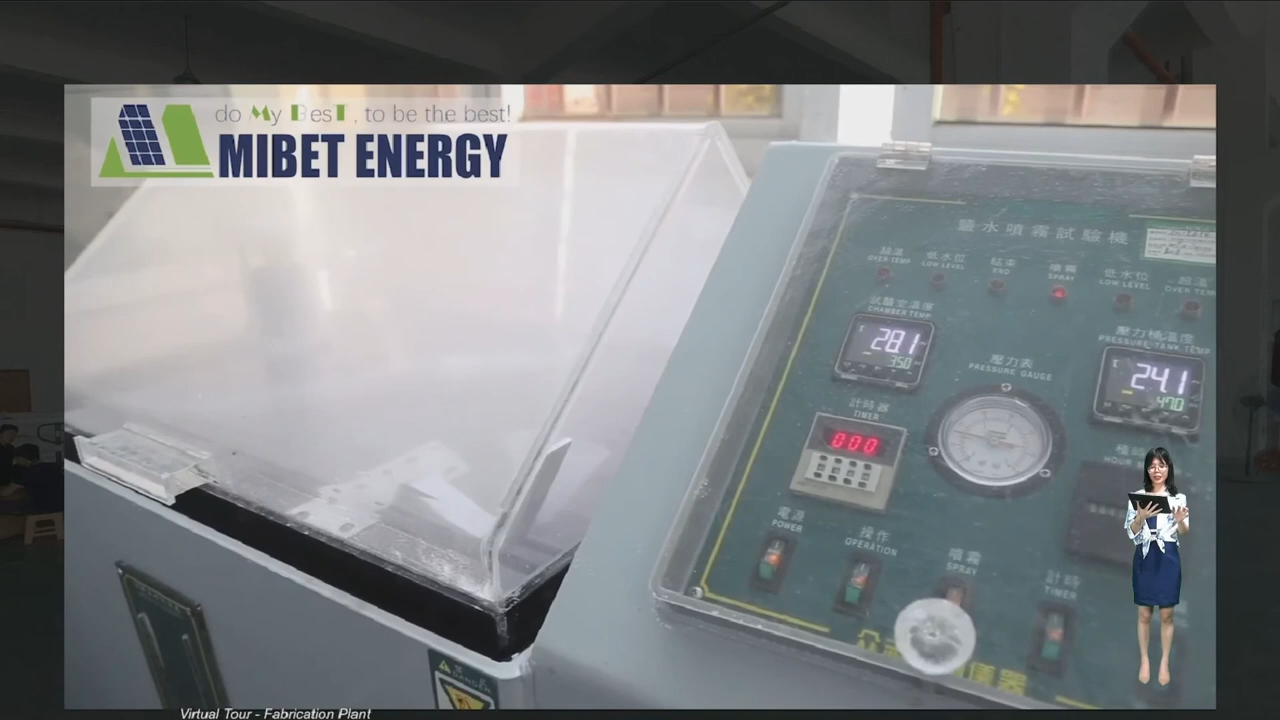 do My BesT, to be the best!
MIBET ENERGY
鹽水噴霧試驗機
超溫
OVER TEMP
低水位
LOW LEVEL
結束
END
噴霧
SPRAY
低水位
LOW LEVEL
超溫
OVER TEMP
試驗室溫度
CHAMBER TEMP
28.1
35.0
壓力表
PRESSURE GAUGE
壓力桶溫度
PRESSURE TANK TEMP
24.1
47.0
計時器
TIMER
000
HOUR
電源
POWER
操作
OPERATION
噴霧
SPRAY
計時
TIMER
儀器
DANGER
Virtual Tour - Fabrication Plant